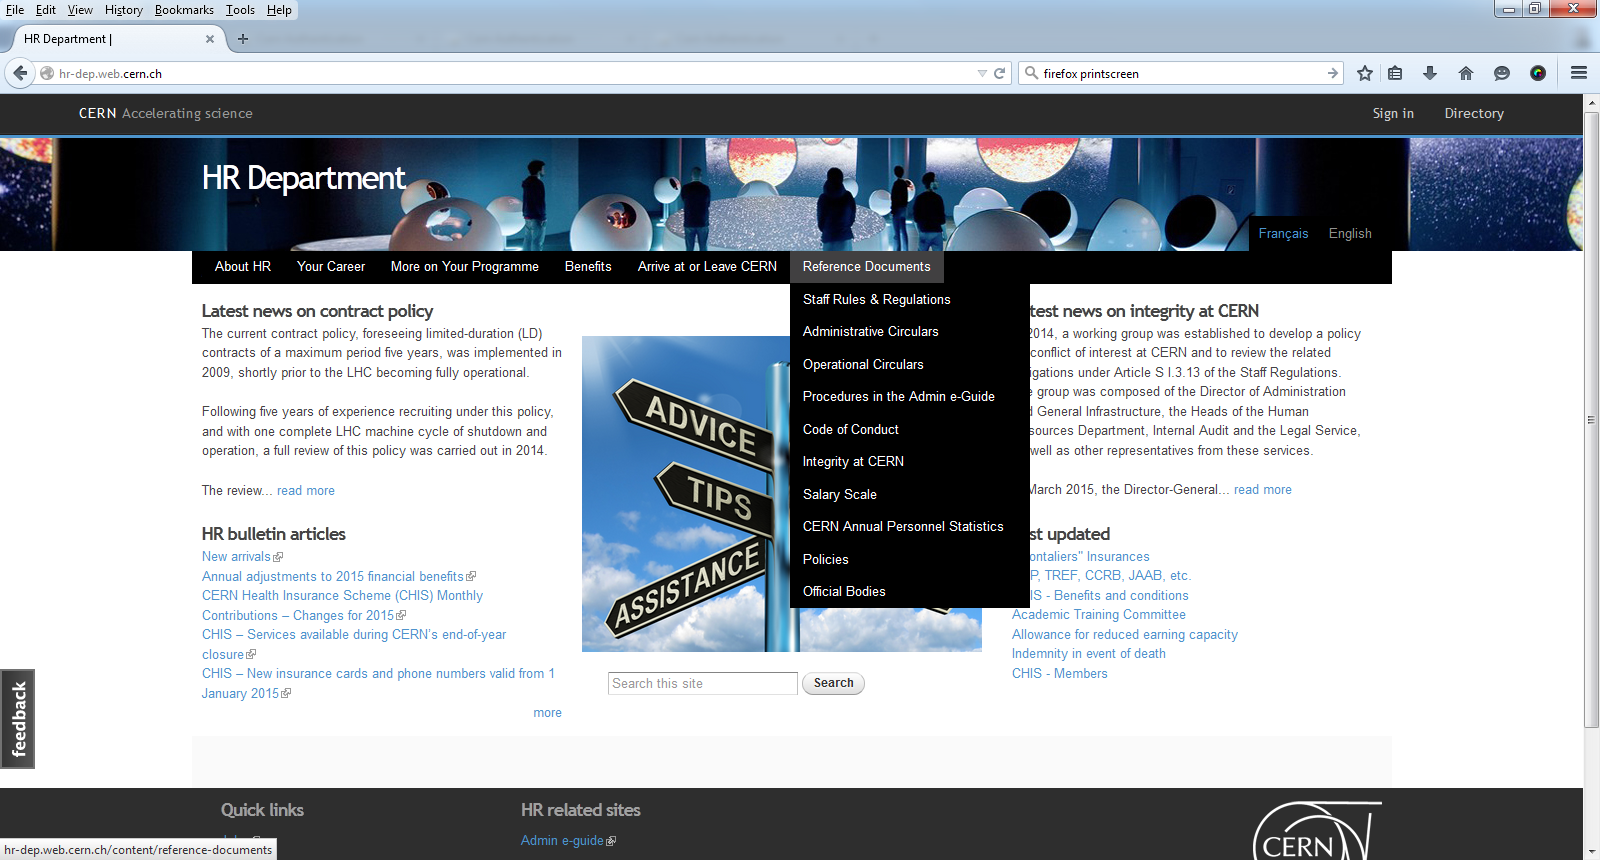 File Edit View History Bookmarks Tools Help
HR Department |
hr-dep.web.cern.ch
firefox printscreen
CERN Accelerating science
Sign in Directory
HR Department
Français English
About HR Your Career More on Your Programme Benefits Arrive at or Leave CERN Reference Documents
Staff Rules & Regulations
Administrative Circulars
Operational Circulars
Procedures in the Admin e-Guide
Code of Conduct
Integrity at CERN
Salary Scale
CERN Annual Personnel Statistics
Policies
Official Bodies
Latest news on contract policy
The current contract policy, foreseeing limited-duration (LD)
contracts of a maximum period five years, was implemented in
2009, shortly prior to the LHC becoming fully operational.
Following five years of experience recruiting under this policy,
and with one complete LHC machine cycle of shutdown and
operation, a full review of this policy was carried out in 2014.
The review... read more
HR bulletin articles
New arrivals
Annual adjustments to 2015 financial benefits
CERN Health Insurance Scheme (CHIS) Monthly
Contributions – Changes for 2015
CHIS – Services available during CERN's end-of-year
closure
CHIS – New insurance cards and phone numbers valid from 1
January 2015
more
ADVICE
TIPS
ASSISTANCE
Search this site Search
news on integrity at CERN
2014, a working group was established to develop a policy
conflict of interest at CERN and to review the related
under Article S I.3.13 of the Staff Regulations.
group was composed of the Director of Administration
General Infrastructure, the Heads of the Human
Department, Internal Audit and the Legal Service,
well as other representatives from these services.
March 2015, the Director-General... read more
updated
Insurances
TREF, CCRB, JAAB, etc.
- Benefits and conditions
Academic Training Committee
Allowance for reduced earning capacity
Indemnity in event of death
CHIS - Members
feedback
Quick links
HR related sites
Admin e-guide
CERN
hr-dep.web.cern.ch/content/reference-documents